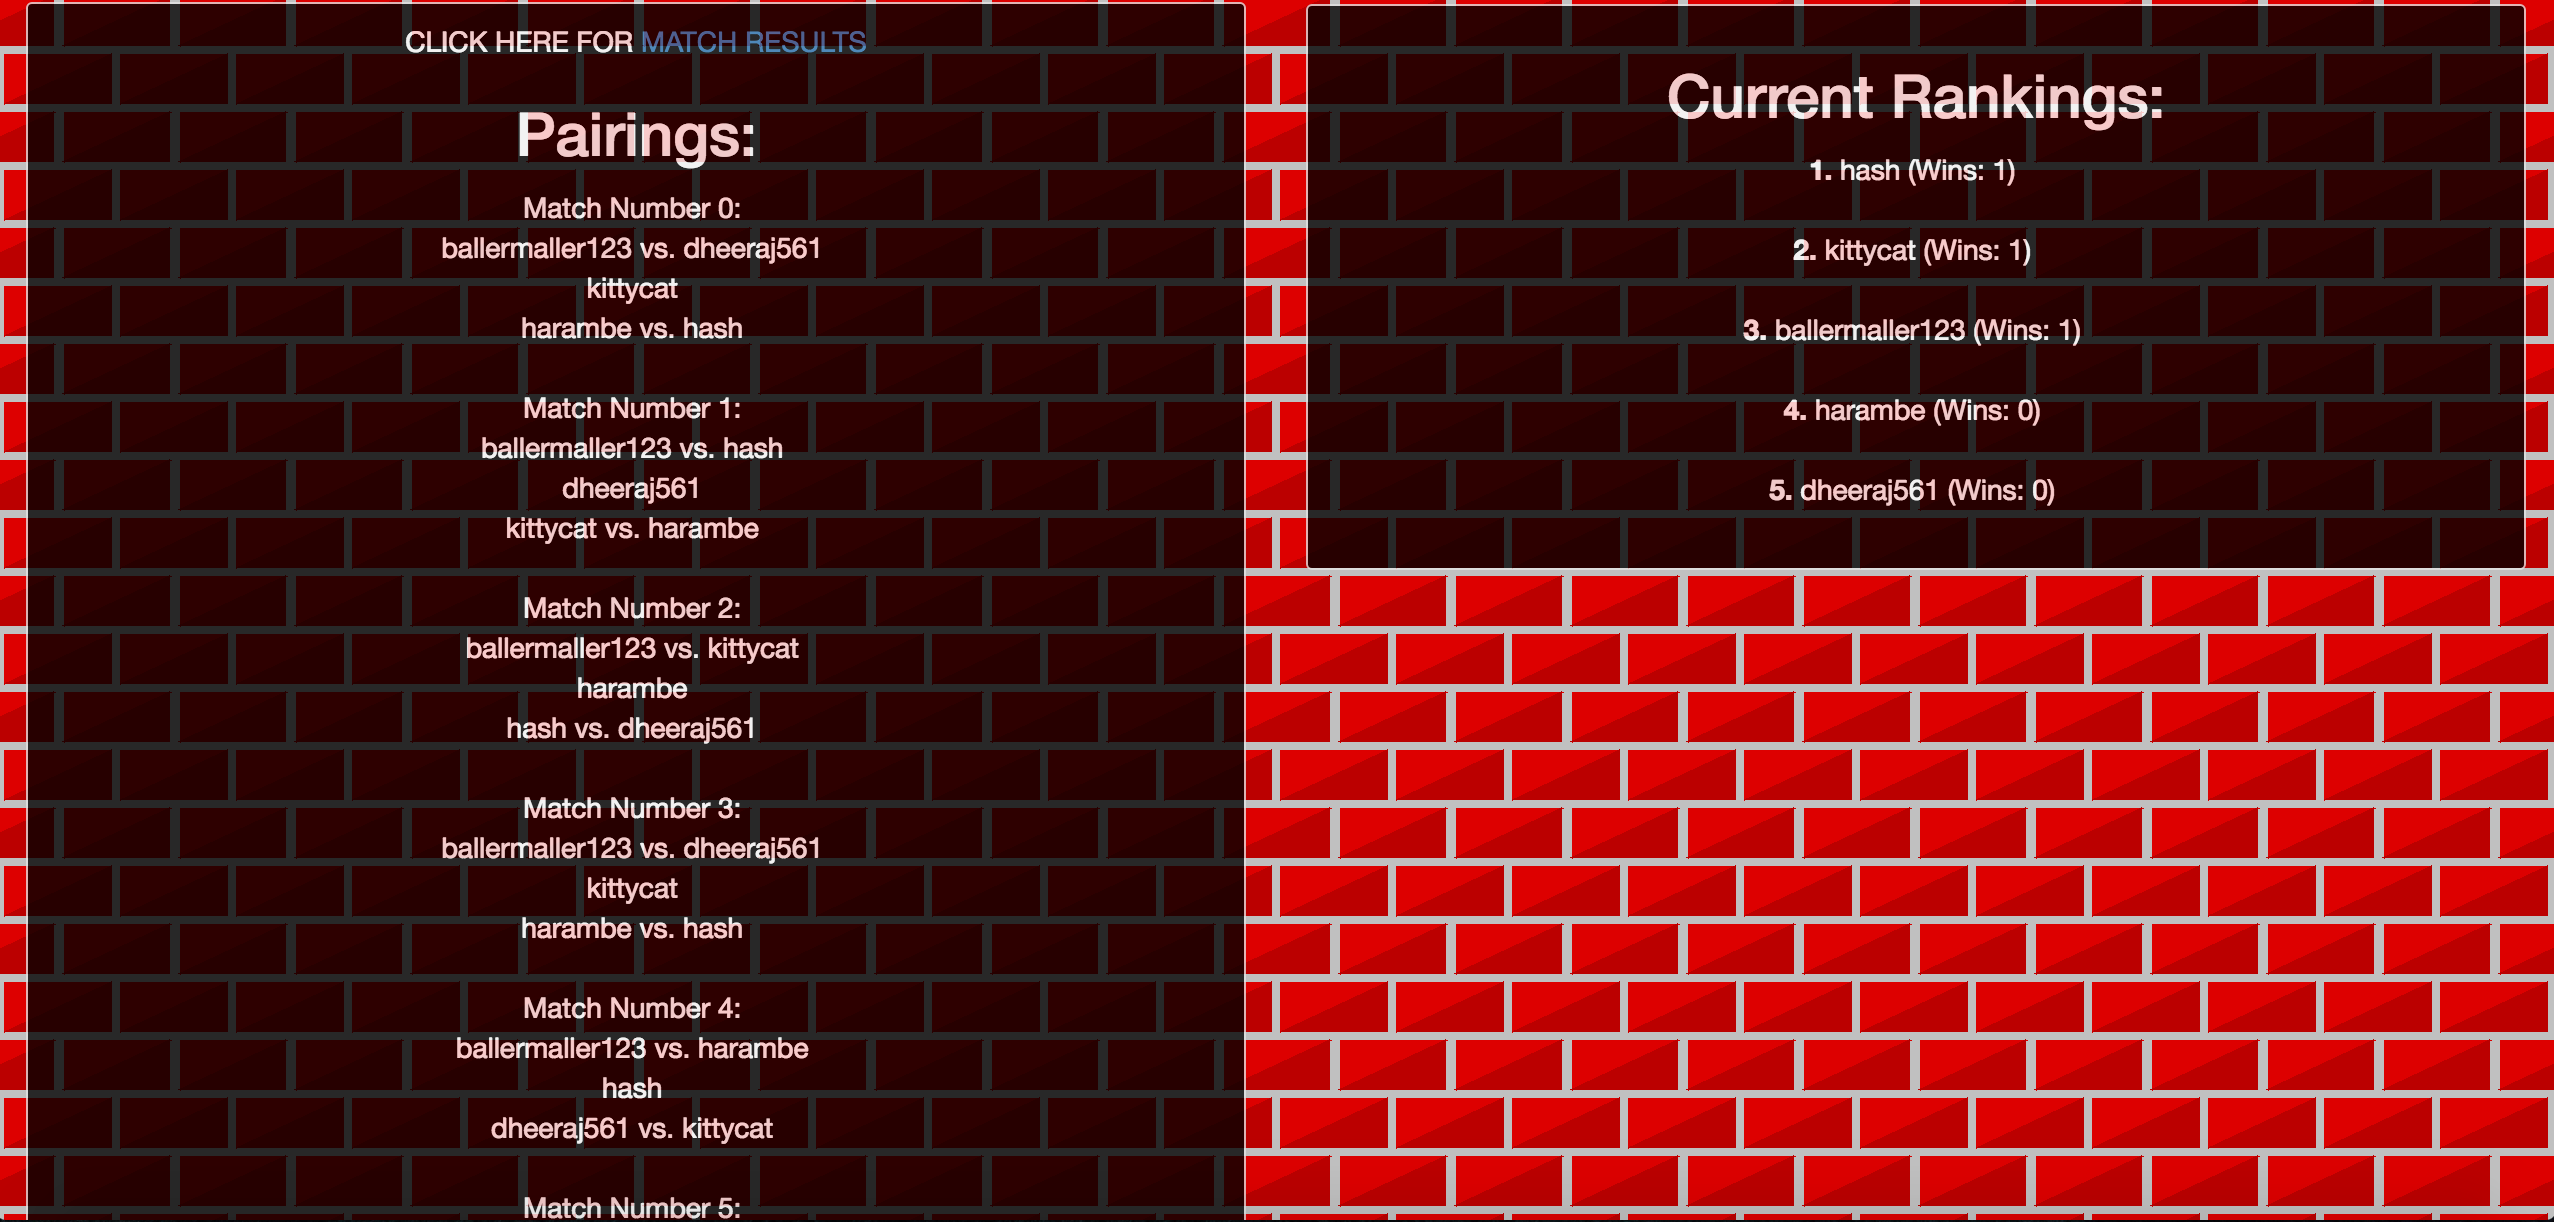 CLICK HERE FOR MATCH RESULTS
Pairings:
Match Number 0:
ballermaller123 vs. dheeraj561
kittycat
harambe vs. hash
Match Number 1:
ballermaller123 vs. hash
dheeraj561
kittycat vs. harambe
Match Number 2:
ballermaller123 vs. kittycat
harambe
hash vs. dheeraj561
Match Number 3:
ballermaller123 vs. dheeraj561
kittycat
harambe vs. hash
Match Number 4:
ballermaller123 vs. harambe
hash
dheeraj561 vs. kittycat
Match Number 5:
Current Rankings:
1. hash (Wins: 1)
2. kittycat (Wins: 1)
3. ballermaller123 (Wins: 1)
4. harambe (Wins: 0)
5. dheeraj561 (Wins: 0)